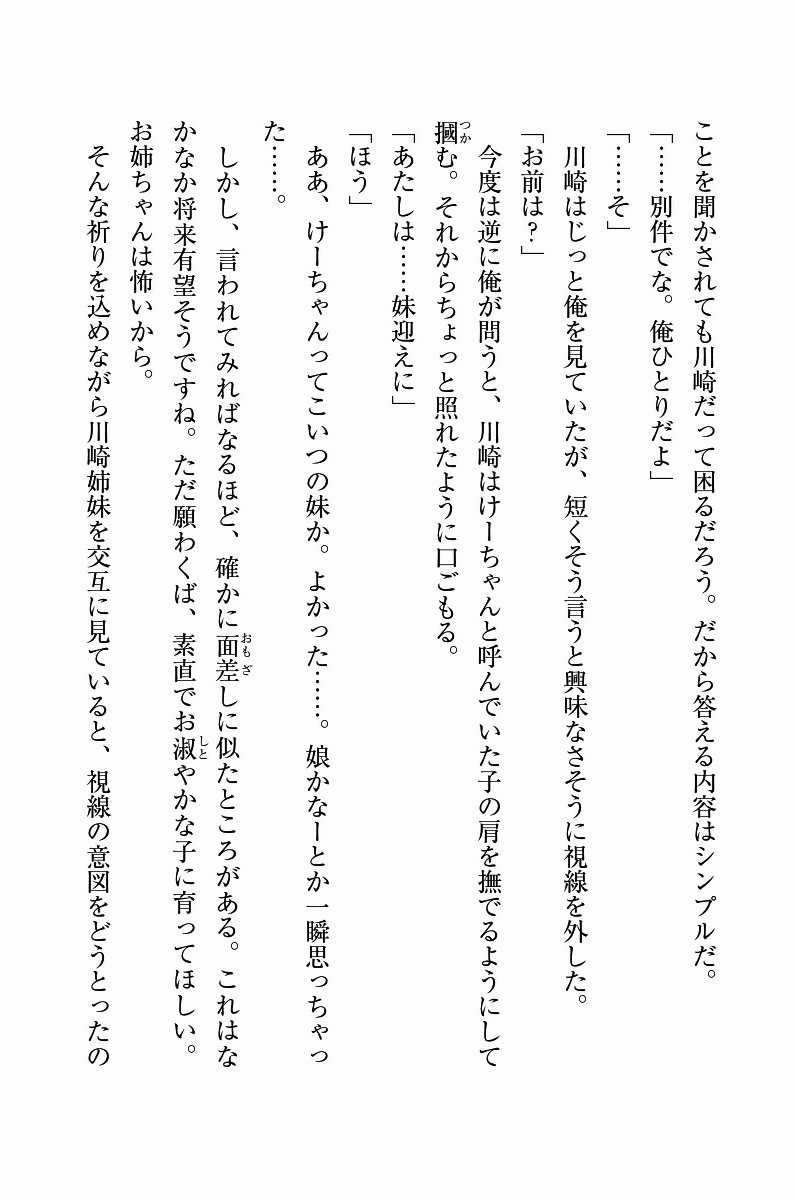 ことを聞かされても川崎だって困るだろう。だから答える内容はシンプルだ。
「……別件でな。俺ひとりだよ」
「……そ」
川崎はじっと俺を見ていたが、短くそう言うと興味なさそうに視線を外した。
「お前は?」
今度は逆に俺が問うと、川崎はけーちゃんと呼んでいた子の肩を撫でるようにして
摑む。それからちょっと照れたように口ごもる。
つか
「あたしは……妹迎えに」
「ほう」
ああ、けーちゃんってこいつの妹か。よかった……。娘かなーとか一瞬思っちゃっ
た……。
しかし、言われてみればなるほど、確かに面差しに似たところがある。これはな
おもざ
かなか将来有望そうですね。ただ願わくば、素直でお淑やかな子に育ってほしい。
しと
お姉ちゃんは怖いから。
そんな祈りを込めながら川崎姉妹を交互に見ていると、視線の意図をどうとったの